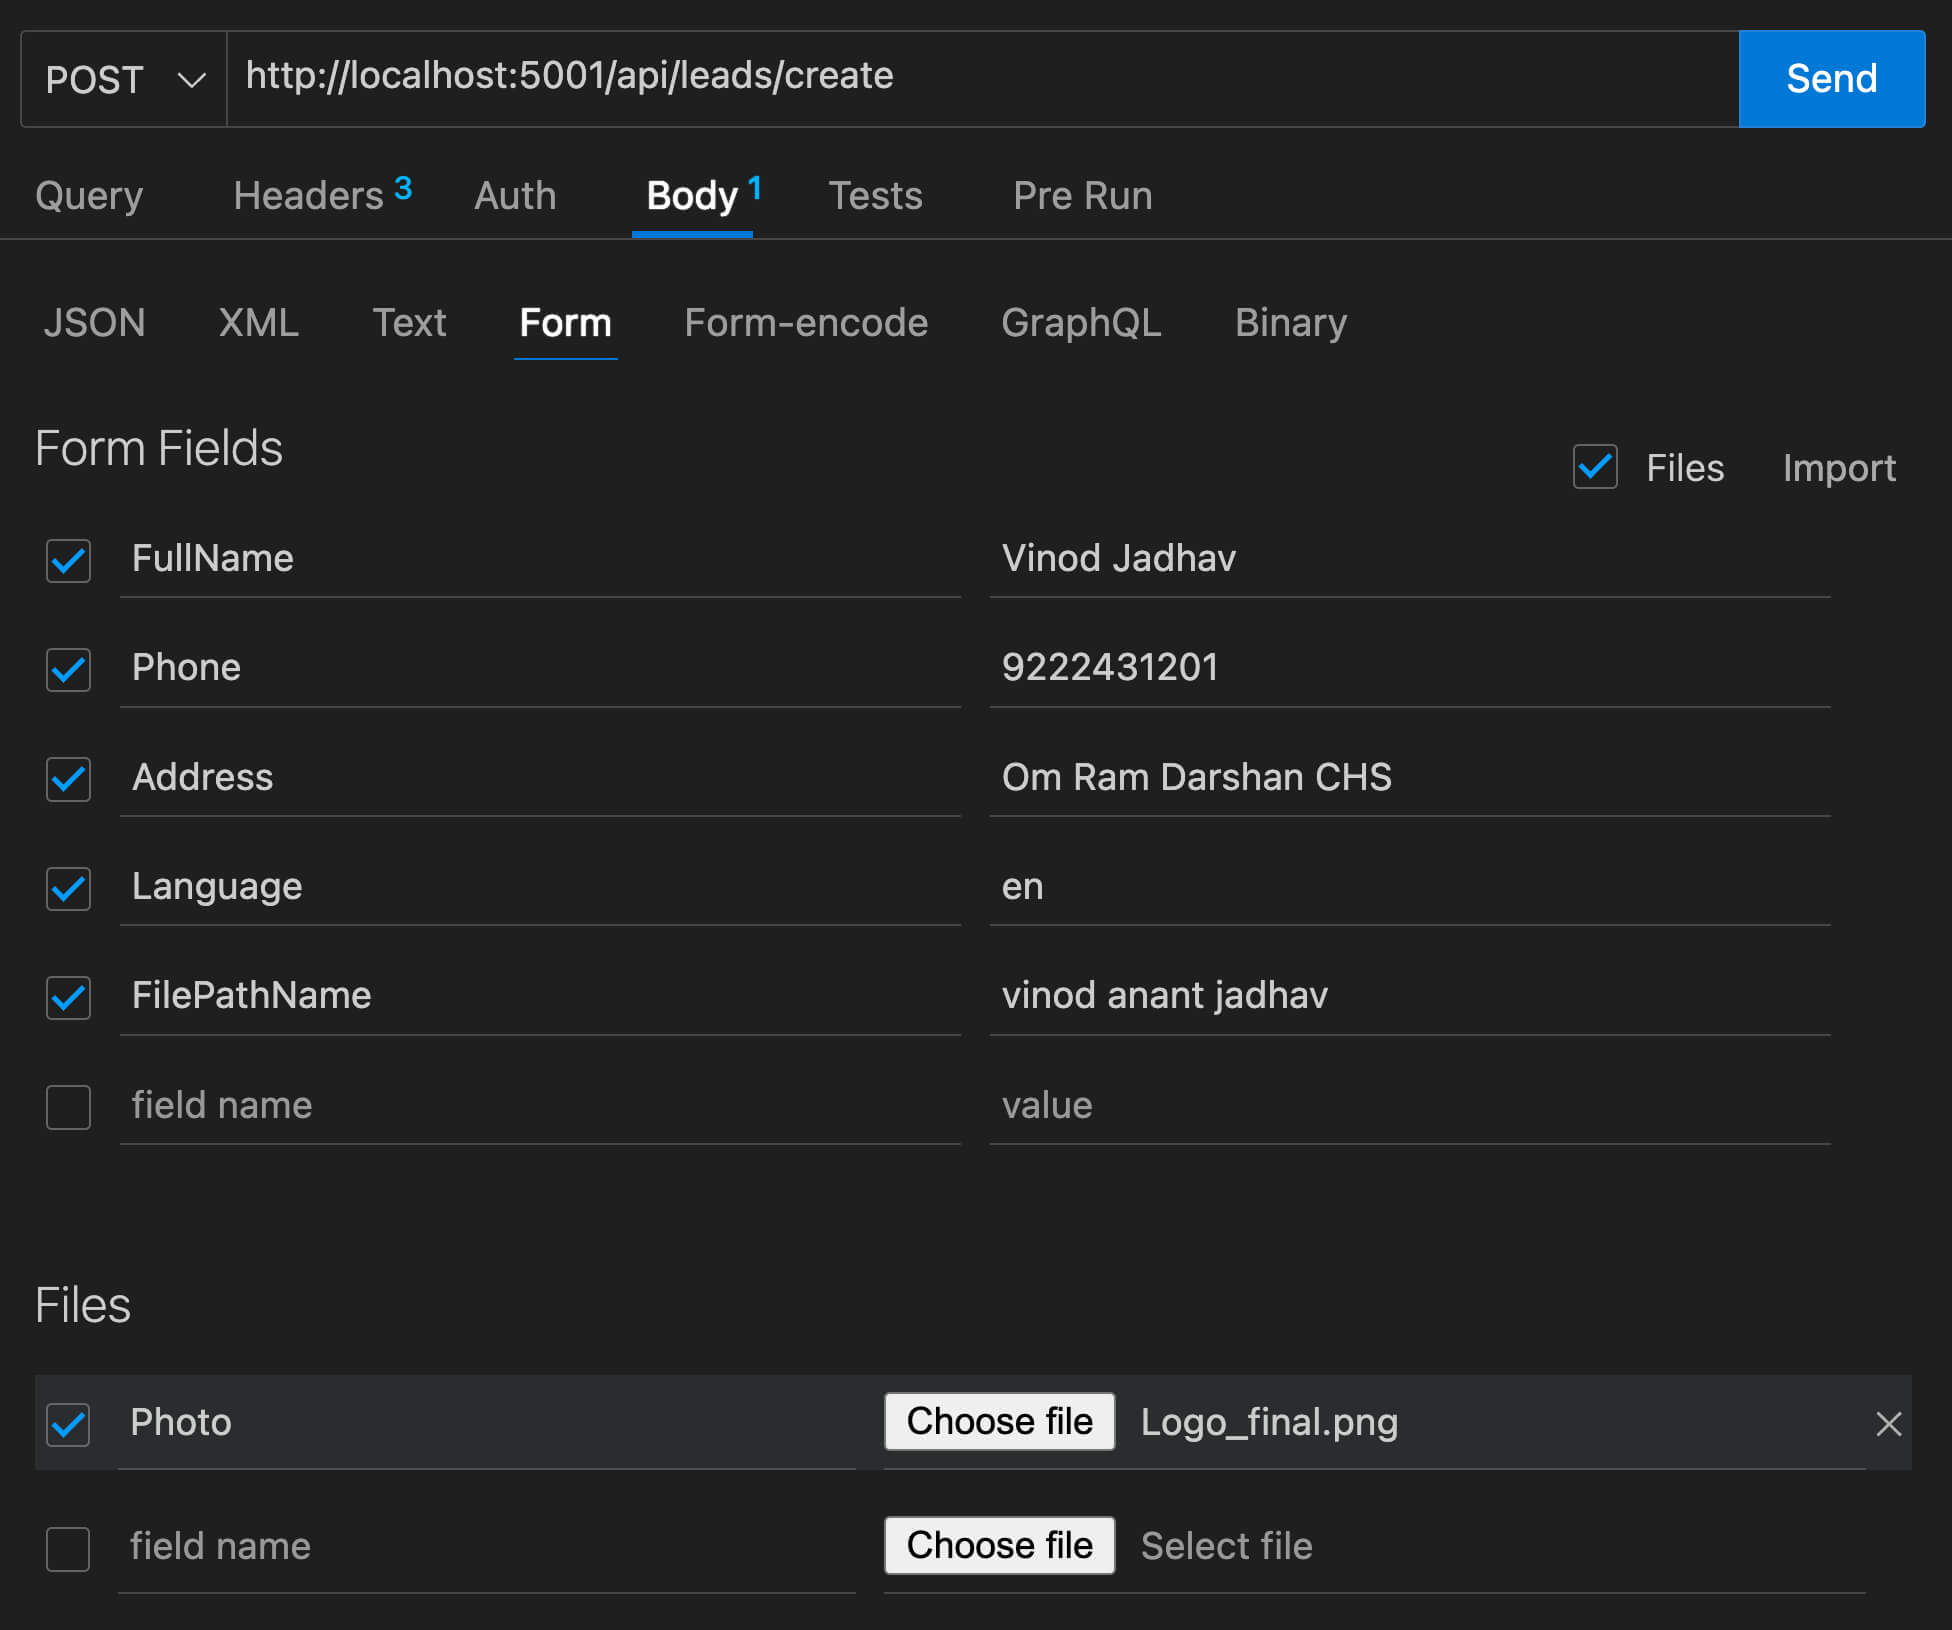 POST http://localhost:5001/api/leads/create Send
Query Headers 3 Auth Body 1 Tests Pre Run
JSON XML Text Form Form-encode GraphQL Binary
Form Fields
Files Import
FullName Vinod Jadhav
Phone 9222431201
Address Om Ram Darshan CHS
Language en
FilePathName vinod anant jadhav
field name value
Files
Photo Choose file Logo_final.png
field name Choose file Select file